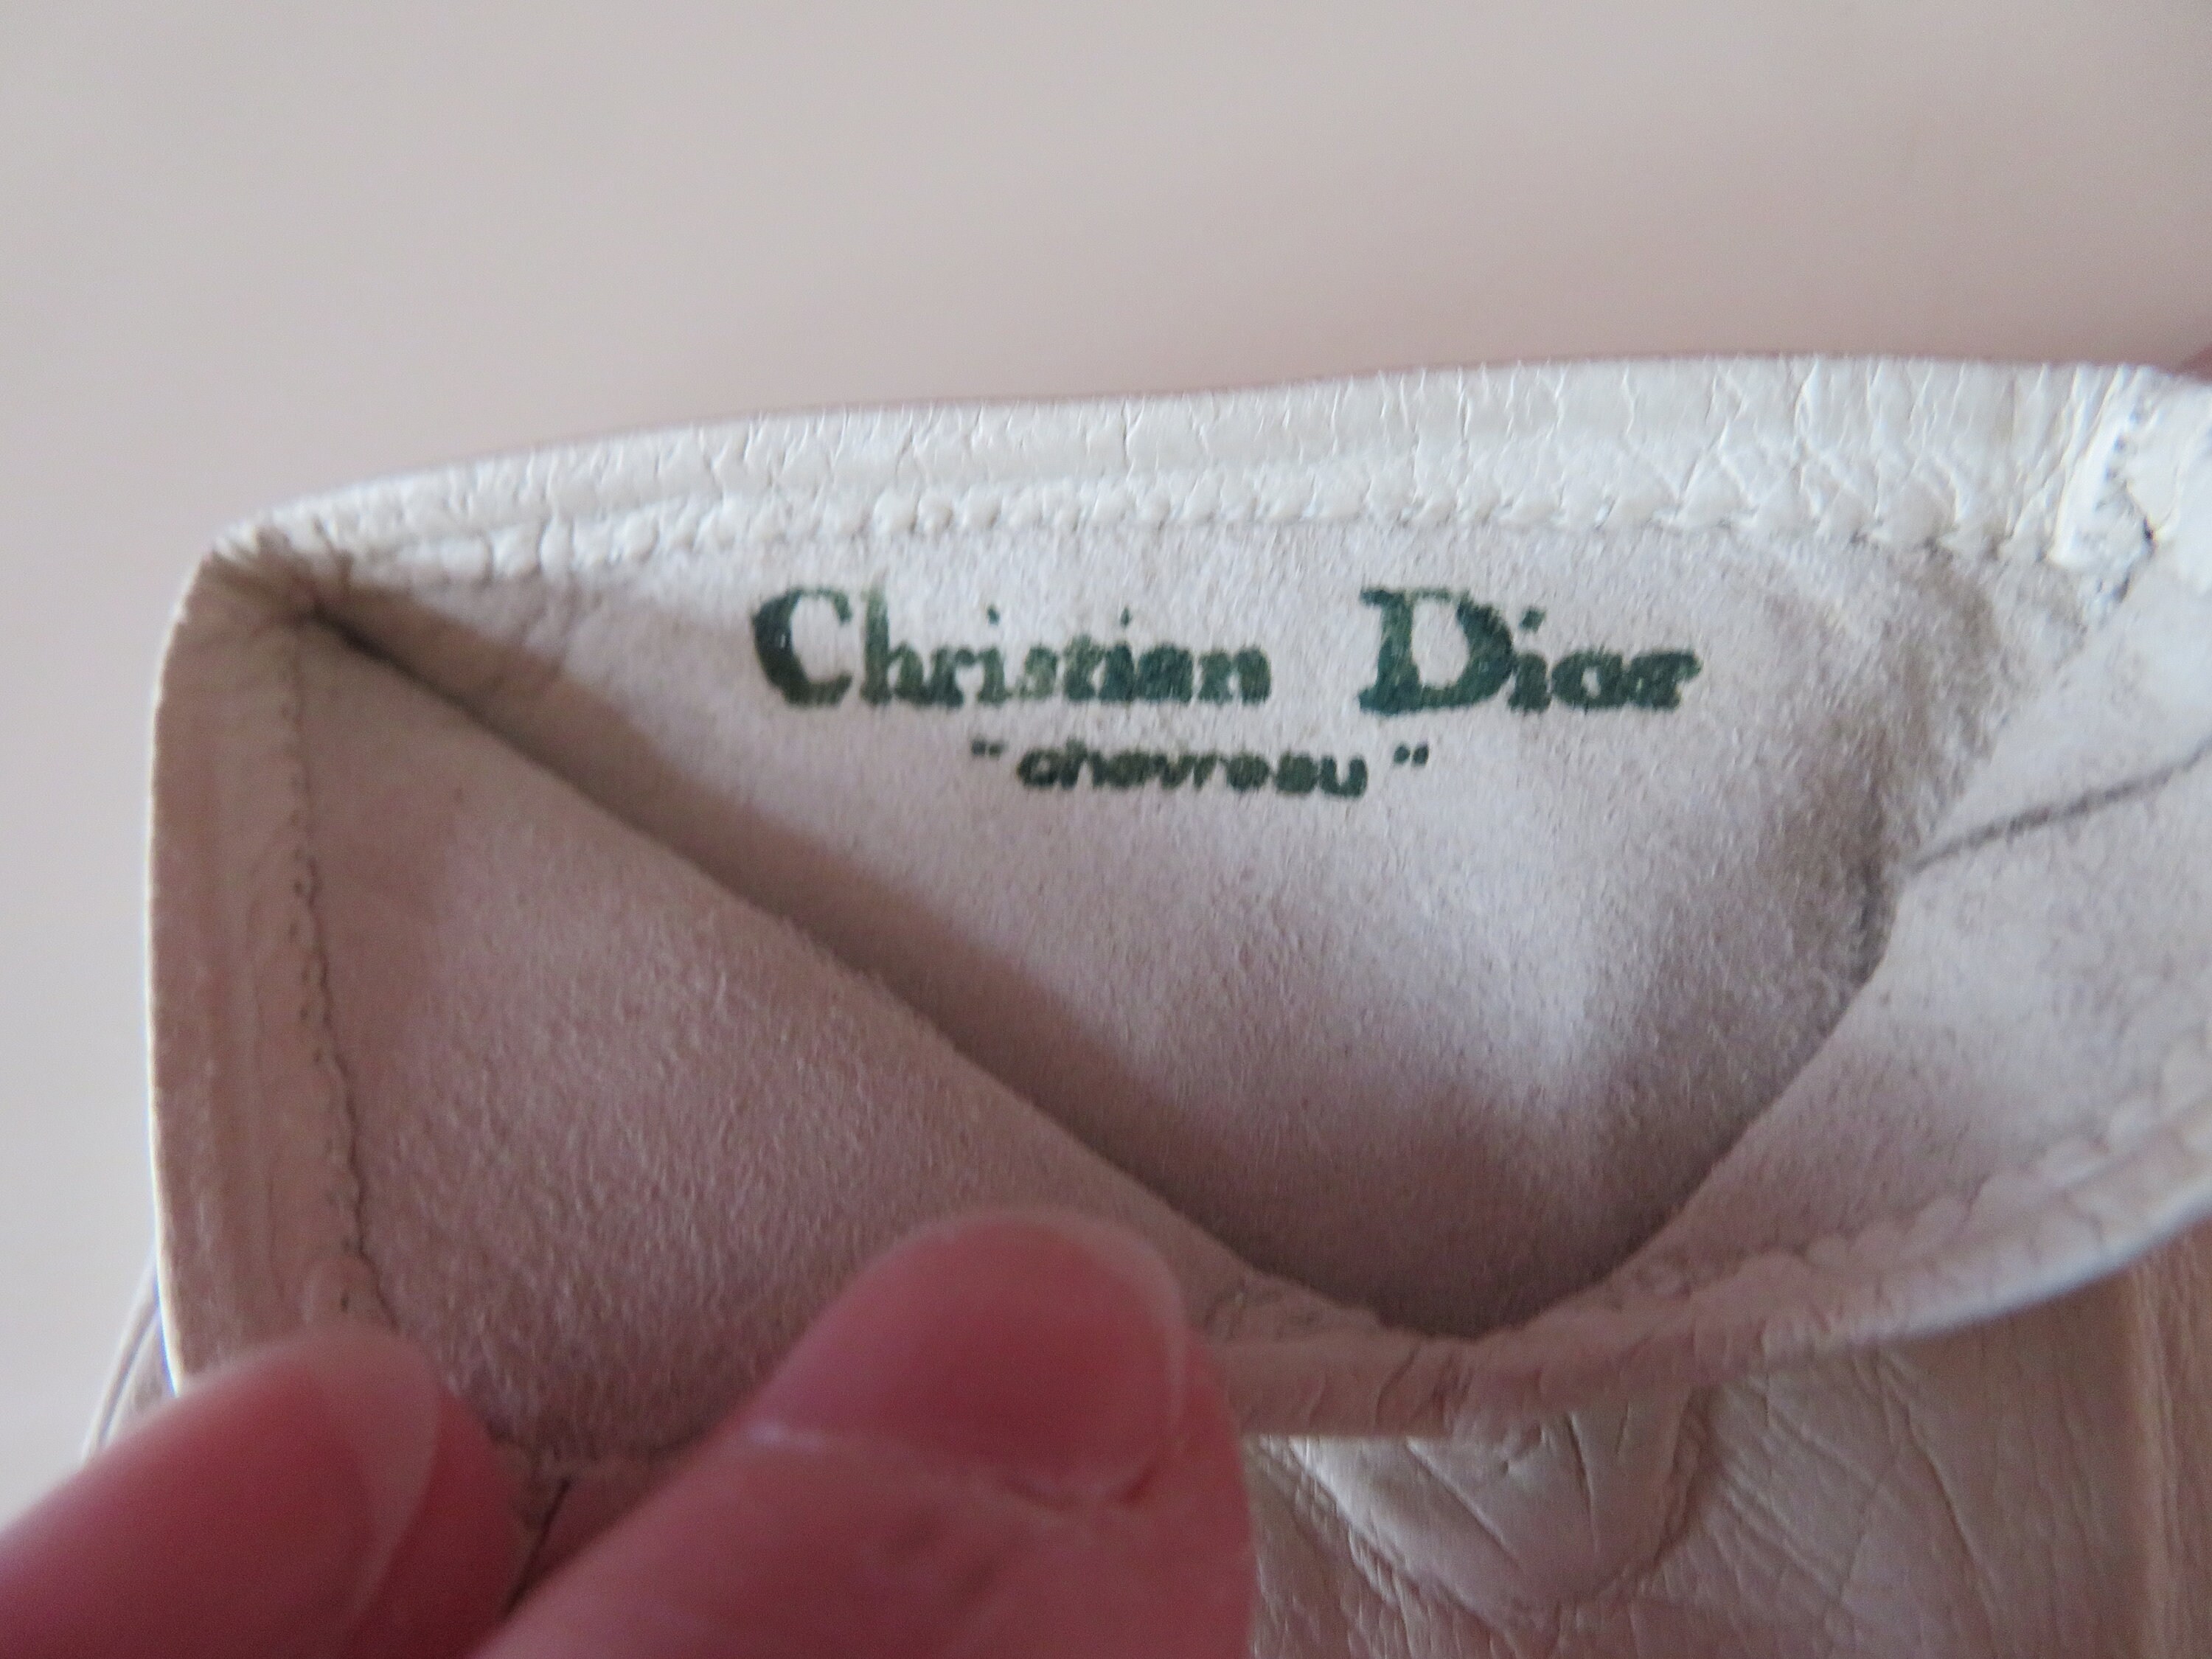 Christian Dior
"chevreau"